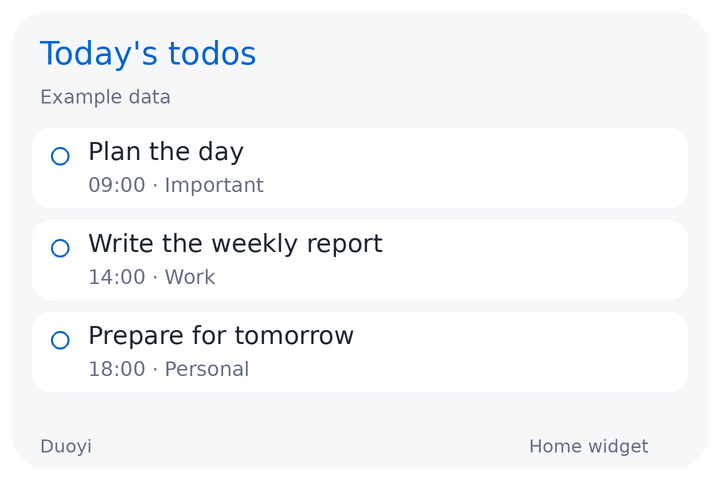 Today's todos
Example data
Plan the day
09:00 · Important
Write the weekly report
14:00 · Work
Prepare for tomorrow
18:00 · Personal
Duoyi
Home widget